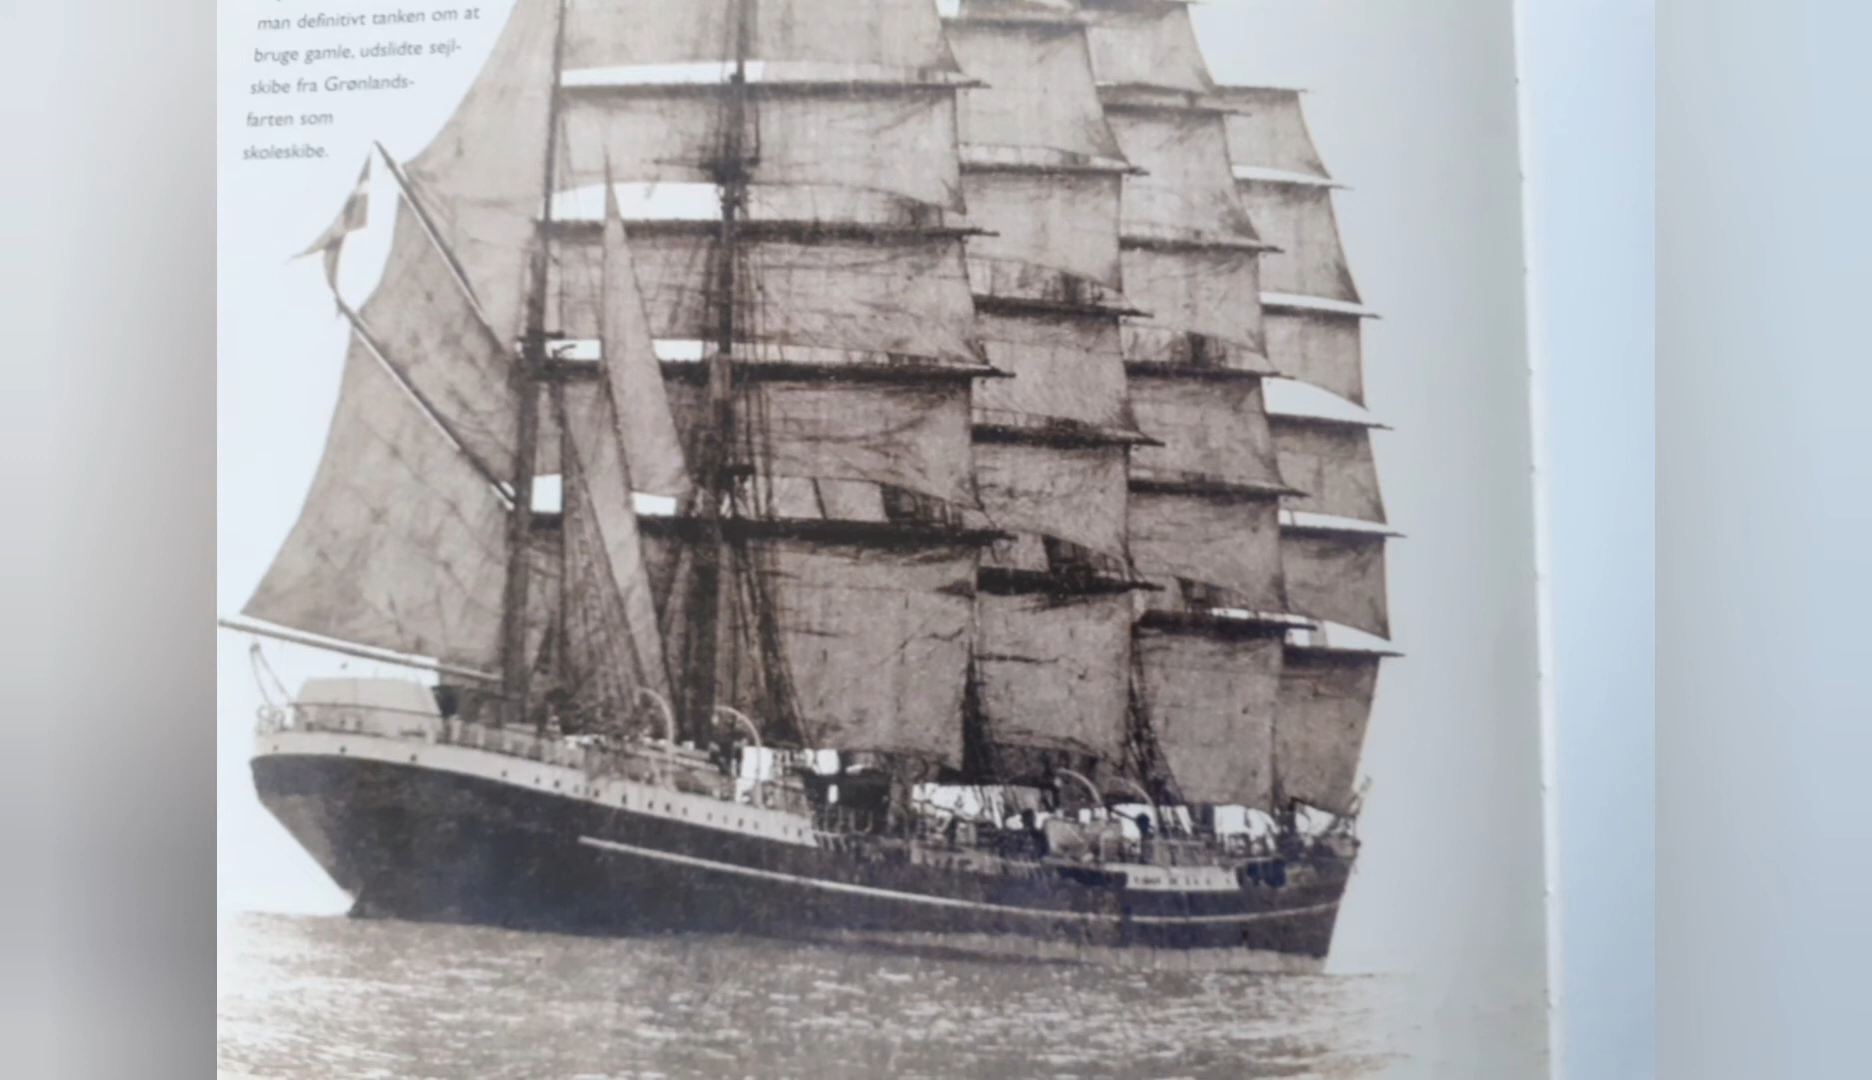 man definitivt tanken om at
bruge gamle, udslidte sejl-
skibe fra Grønlands-
farten som
skoleskibe.